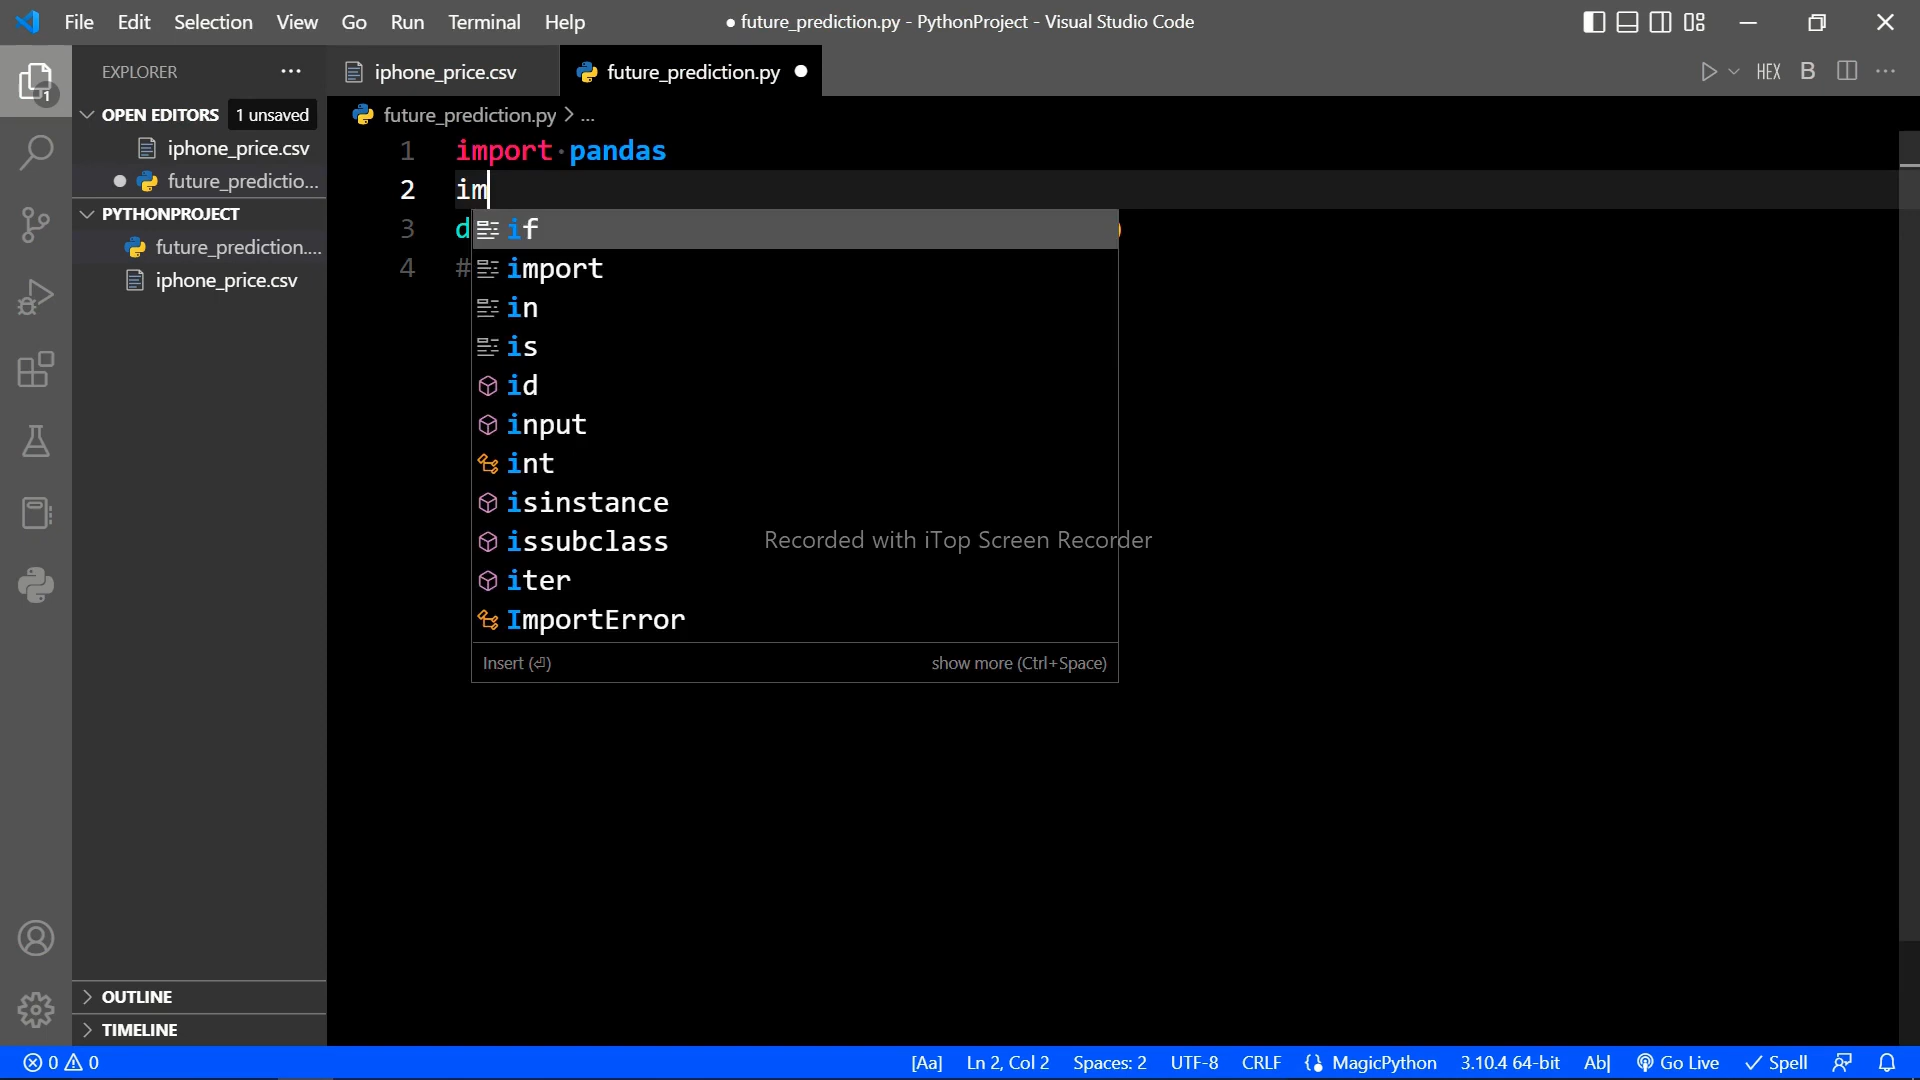 File Edit Selection View Go Run Terminal Help
● future_prediction.py - PythonProject - Visual Studio Code
EXPLORER
iphone_price.csv
future_prediction.py
HEX B
1
OPEN EDITORS 1 unsaved
iphone_price.csv
future_predictio...
PYTHONPROJECT
future_prediction....
iphone_price.csv
OUTLINE
TIMELINE
future_prediction.py > ...
1 import pandas
2 im
3 d )
4 #
if
import
in
is
id
input
int
isinstance
issubclass
iter
ImportError
Insert (⏎) show more (Ctrl+Space)
Recorded with iTop Screen Recorder
0 0 [Aa] Ln 2, Col 2 Spaces: 2 UTF-8 CRLF {} MagicPython 3.10.4 64-bit Ab| Go Live ✓ Spell